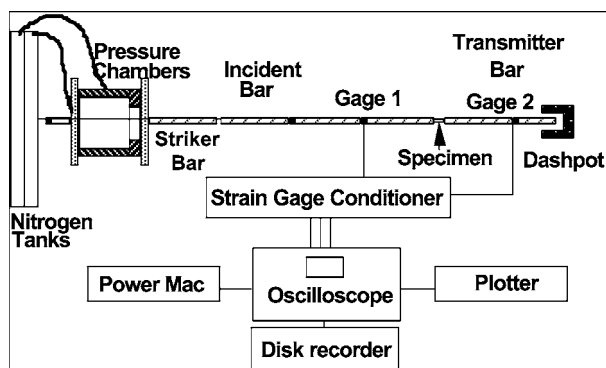 Pressure
Chambers
Transmitter
Bar
Incident
Bar
Gage 1
Gage 2
Striker
Bar
Specimen
Dashpot
Strain Gage Conditioner
Nitrogen
Tanks
Power Mac
Oscilloscope
Plotter
Disk recorder